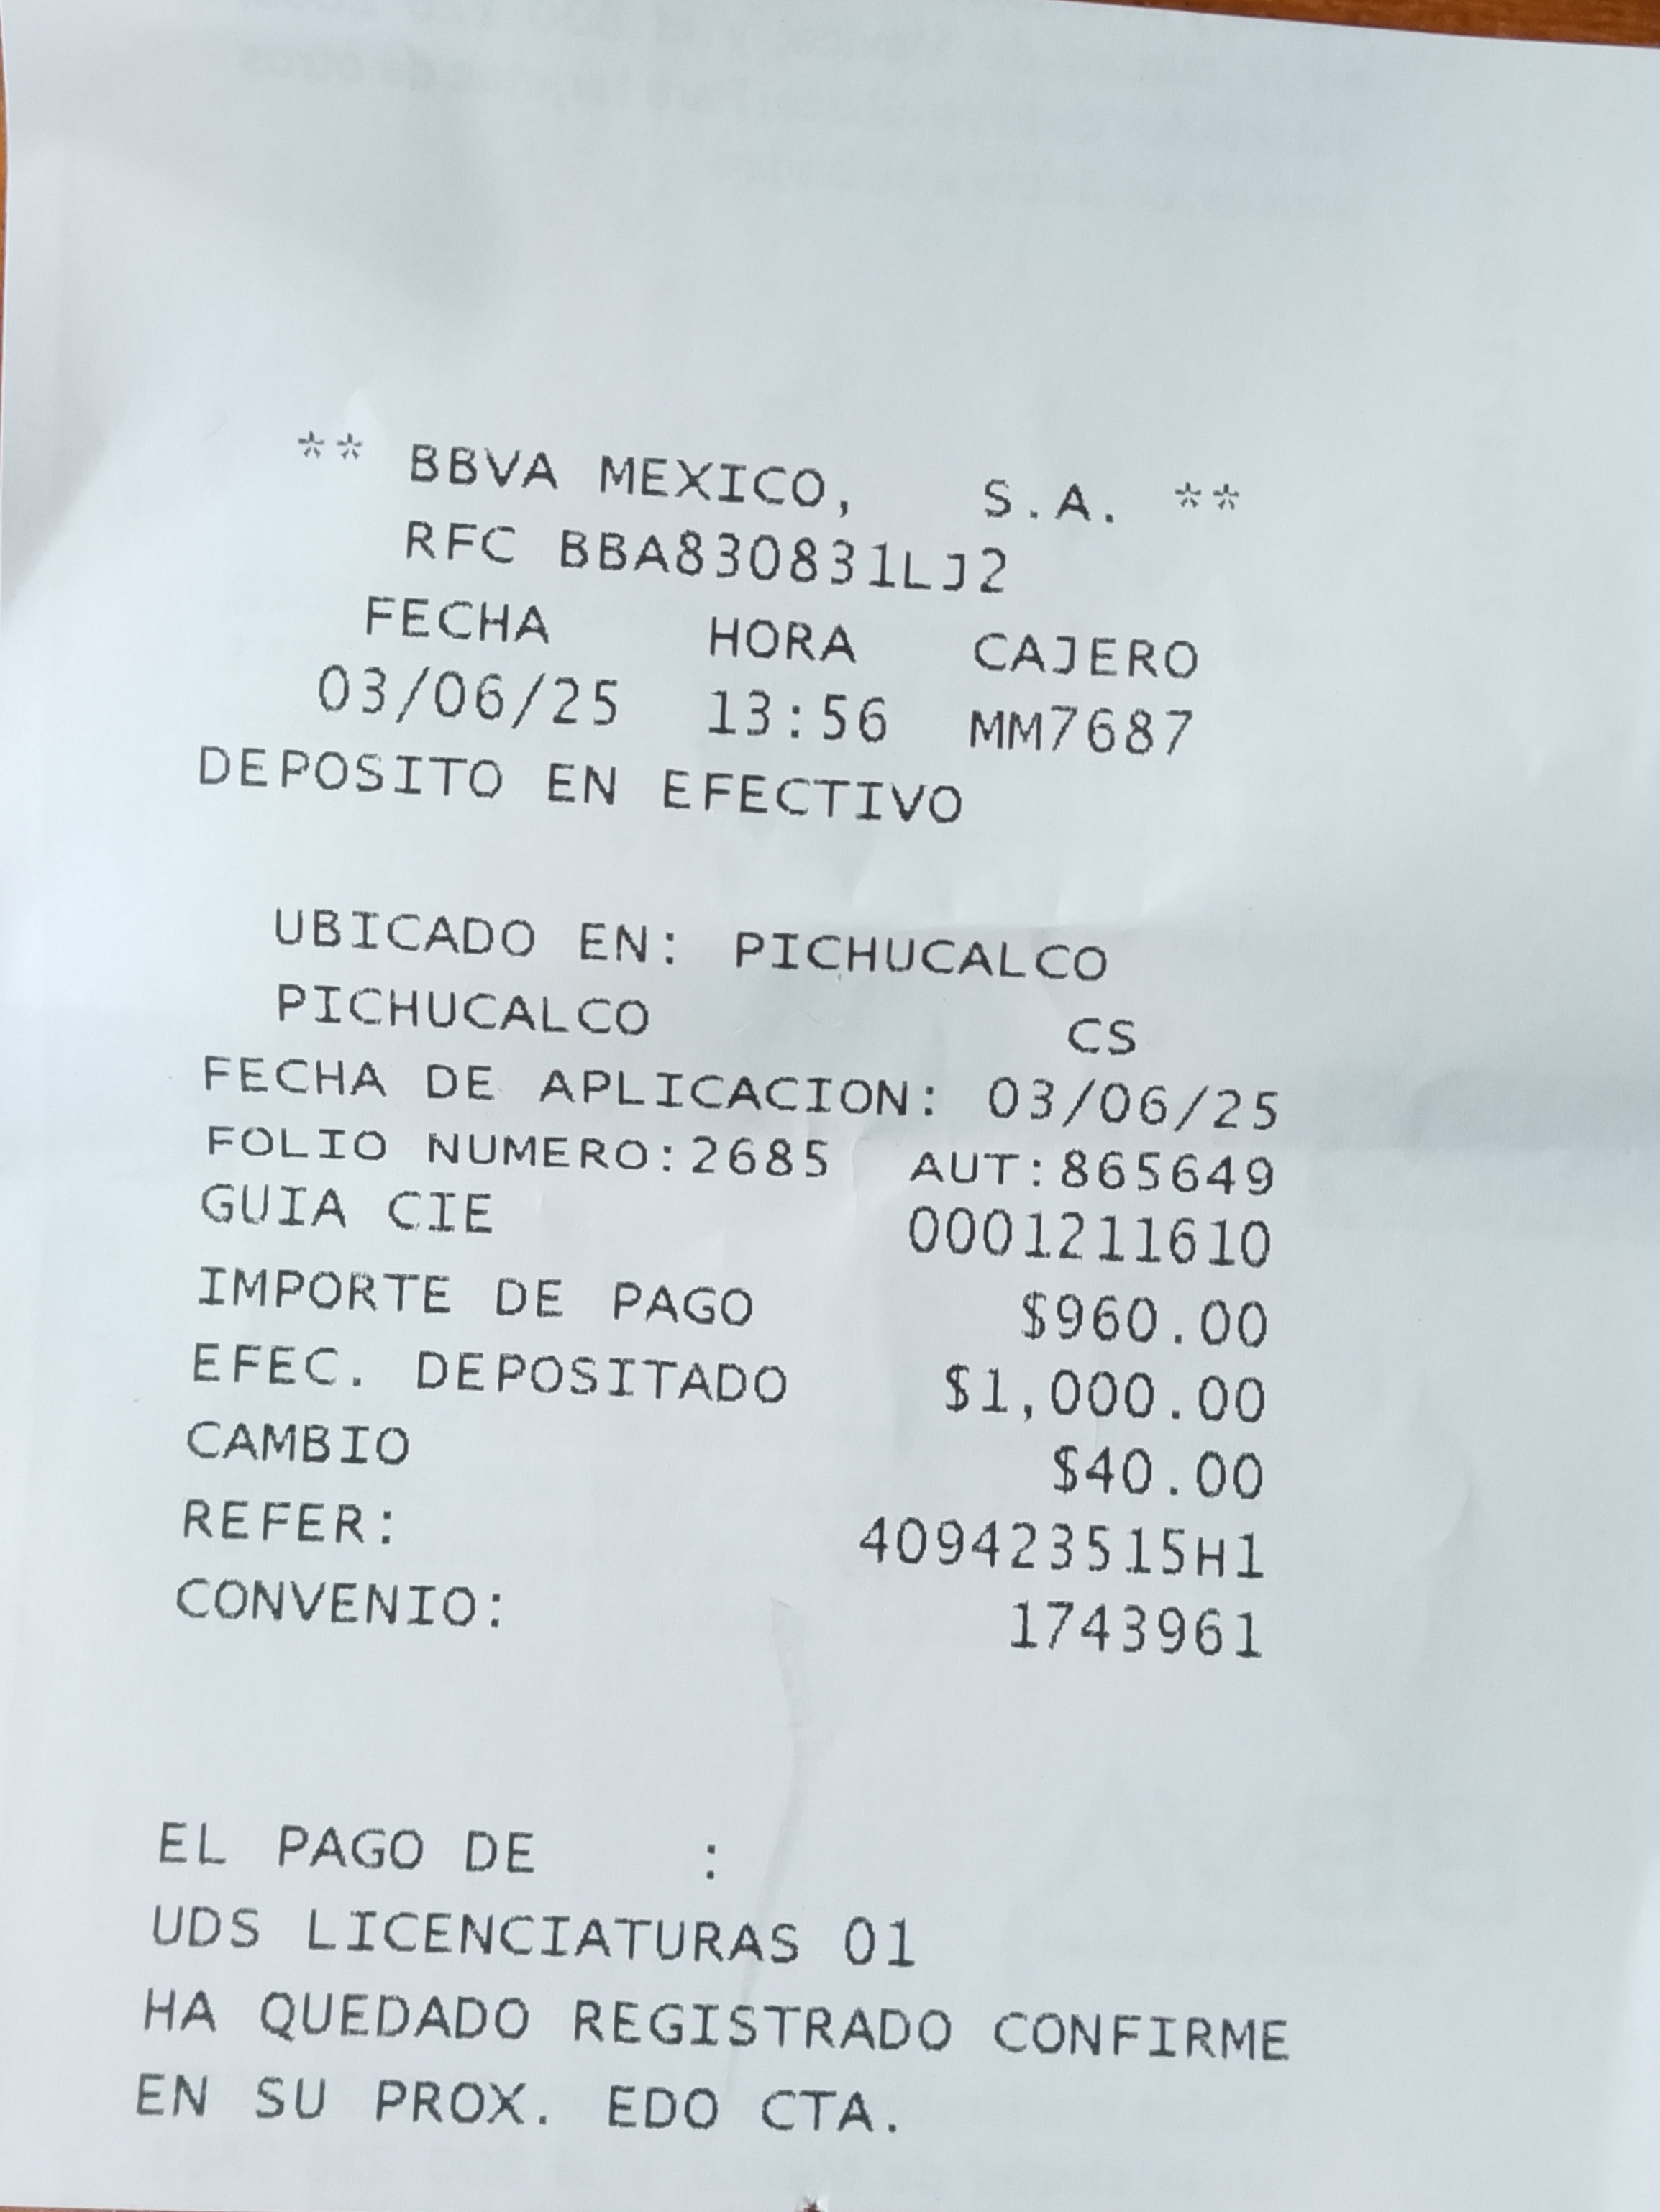 ** BBVA MEXICO, S.A. **
RFC BBA830831LJ2
FECHA HORA CAJERO
03/06/25 13:56 MM7687
DEPOSITO EN EFECTIVO
UBICADO EN: PICHUCALCO
PICHUCALCO CS
FECHA DE APLICACION: 03/06/25
FOLIO NUMERO:2685 AUT:865649
GUIA CIE 0001211610
IMPORTE DE PAGO $960.00
EFEC. DEPOSITADO $1,000.00
CAMBIO $40.00
REFER: 409423515H1
CONVENIO: 1743961
EL PAGO DE :
UDS LICENCIATURAS 01
HA QUEDADO REGISTRADO CONFIRME
EN SU PROX. EDO CTA.